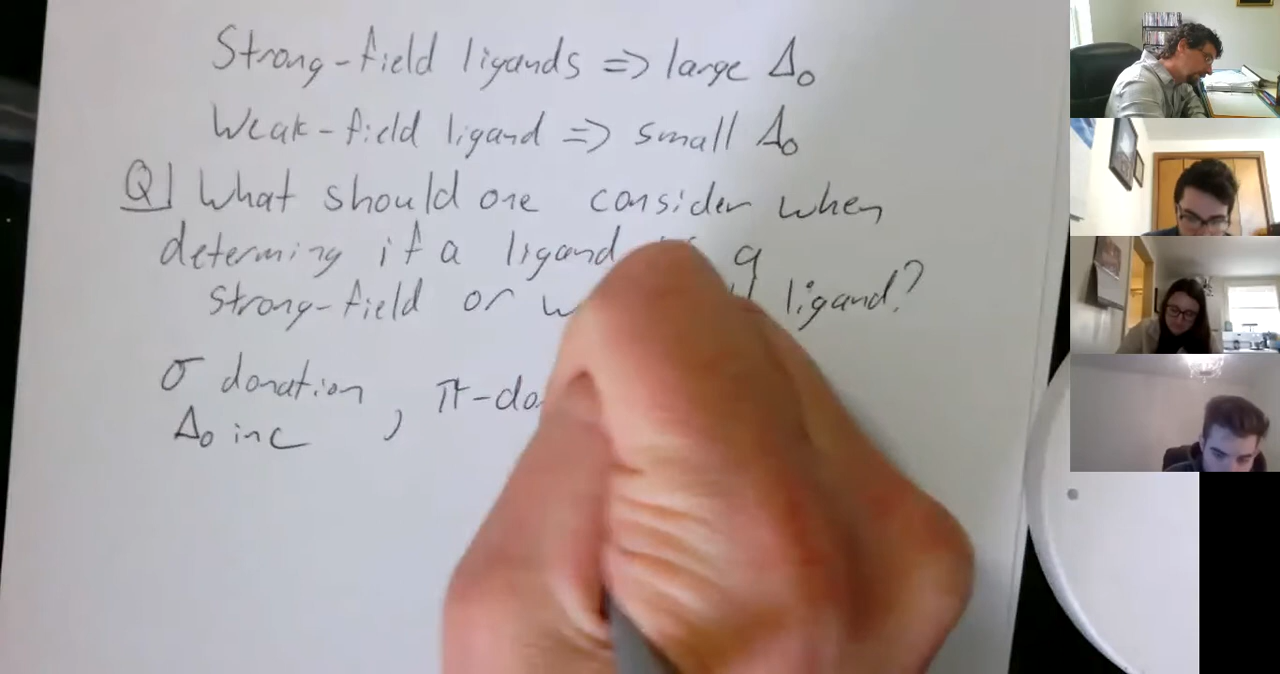 Strong-field ligands => large Δo
Weak-field ligand => small Δo
Q] What should one consider when
determing if a ligand a
strong-field or ligand?
σ donation , π-do
Δo inc